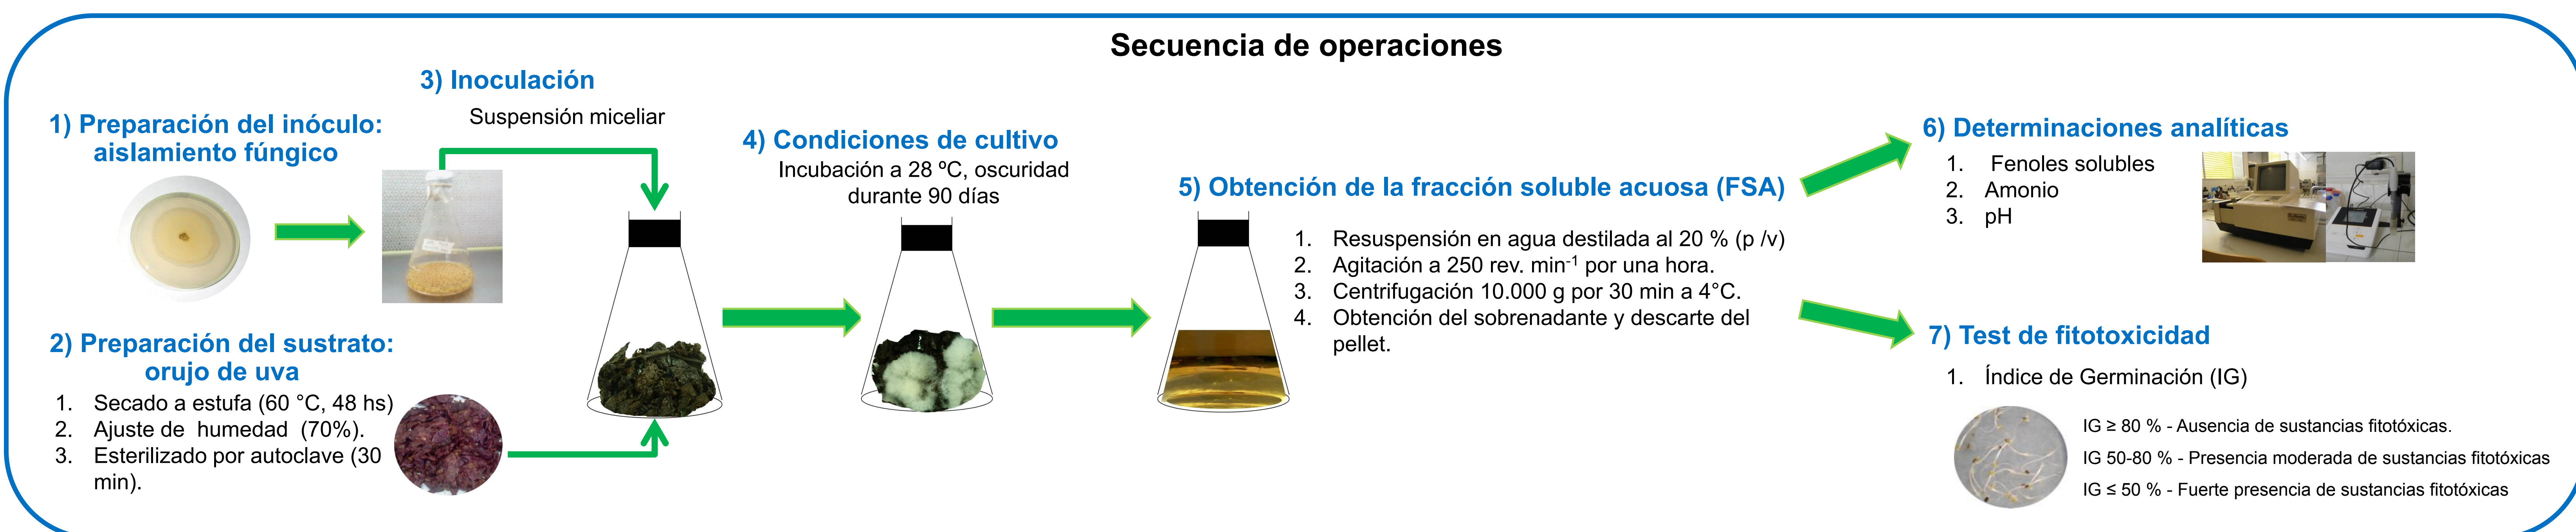 Secuencia de operaciones
1) Preparación del inóculo:
aislamiento fúngico
2) Preparación del sustrato:
orujo de uva
1. Secado a estufa (60 °C, 48 hs)
2. Ajuste de humedad (70%).
3. Esterilizado por autoclave (30
min).
3) Inoculación
Suspensión miceliar
4) Condiciones de cultivo
Incubación a 28 ºC, oscuridad
durante 90 días
5) Obtención de la fracción soluble acuosa (FSA)
1. Resuspensión en agua destilada al 20 % (p /v)
2. Agitación a 250 rev. min-1 por una hora.
3. Centrifugación 10.000 g por 30 min a 4°C.
4. Obtención del sobrenadante y descarte del
pellet.
6) Determinaciones analíticas
1. Fenoles solubles
2. Amonio
3. pH
7) Test de fitotoxicidad
1. Índice de Germinación (IG)
IG ≥ 80 % - Ausencia de sustancias fitotóxicas.
IG 50-80 % - Presencia moderada de sustancias fitotóxicas
IG ≤ 50 % - Fuerte presencia de sustancias fitotóxicas